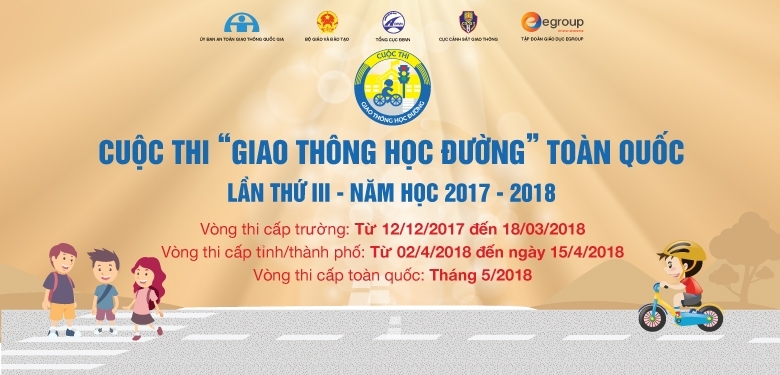 ỦY BAN AN TOÀN GIAO THÔNG QUỐC GIA
BỘ GIÁO VÀ ĐÀO TẠO
TỔNG CỤC ĐBVN
CỤC CẢNH SÁT GIAO THÔNG
egroup
TẬP ĐOÀN GIÁO DỤC EGROUP
CUỘC THI
GIAO THÔNG HỌC ĐƯỜNG
CUỘC THI “GIAO THÔNG HỌC ĐƯỜNG” TOÀN QUỐC
LẦN THỨ III - NĂM HỌC 2017 - 2018
Vòng thi cấp trường: Từ 12/12/2017 đến 18/03/2018
Vòng thi cấp tỉnh/thành phố: Từ 02/4/2018 đến ngày 15/4/2018
Vòng thi cấp toàn quốc: Tháng 5/2018